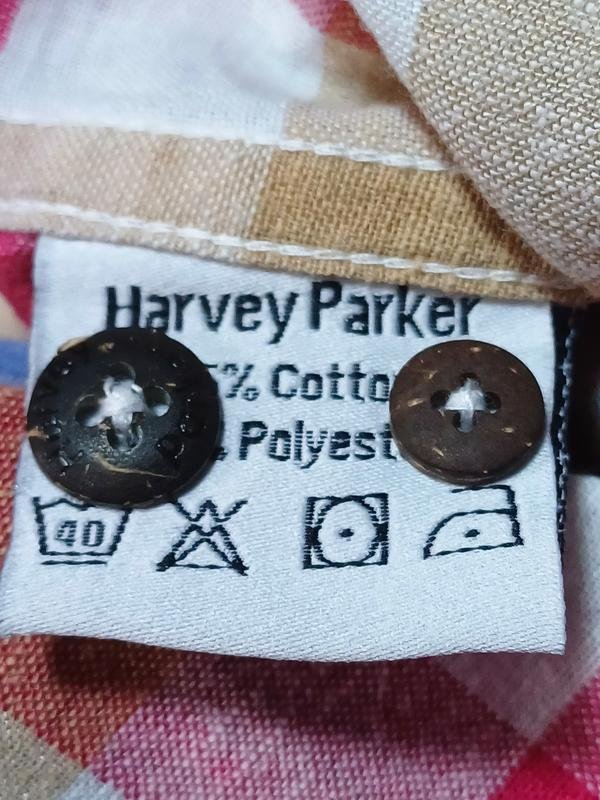 Harvey Parker
5% Cotto
Polyest
40